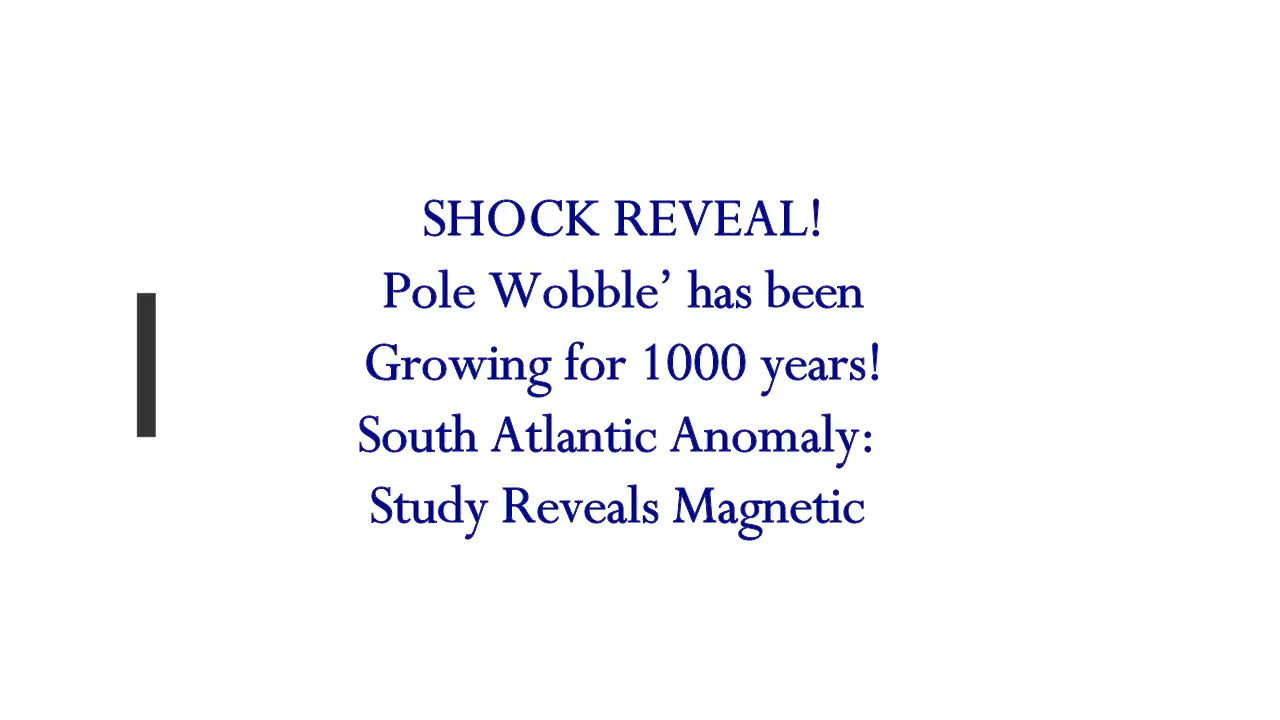 SHOCK REVEAL!
Pole Wobble’ has been
Growing for 1000 years!
South Atlantic Anomaly:
Study Reveals Magnetic